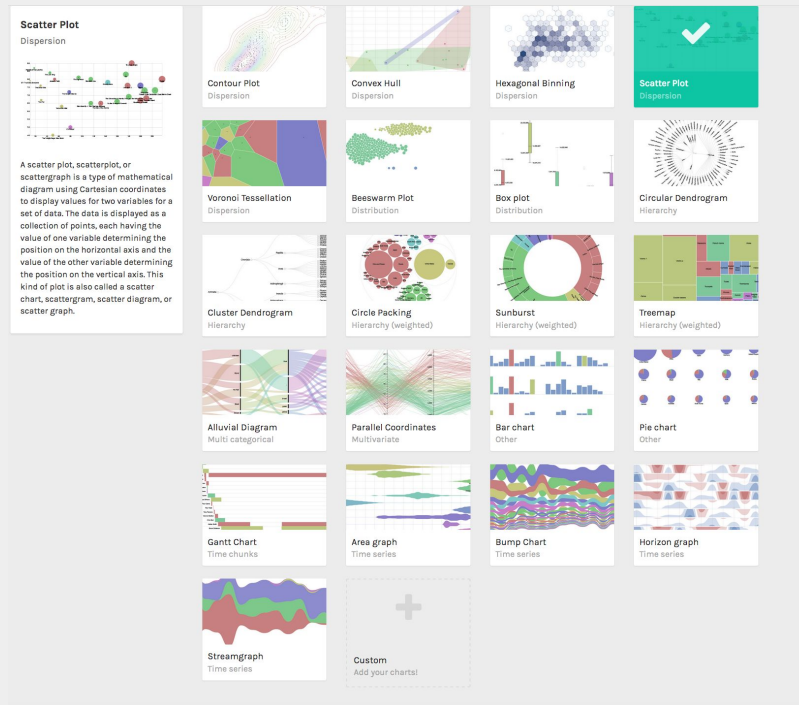 Scatter Plot
Dispersion
A scatter plot, scatterplot, or
scattergraph is a type of mathematical
diagram using Cartesian coordinates
to display values for two variables for a
set of data. The data is displayed as a
collection of points, each having the
value of one variable determining the
position on the horizontal axis and the
value of the other variable determining
the position on the vertical axis. This
kind of plot is also called a scatter
chart, scattergram, scatter diagram, or
scatter graph.
Contour Plot
Dispersion
Convex Hull
Dispersion
Hexagonal Binning
Dispersion
Scatter Plot
Dispersion
Voronoi Tessellation
Dispersion
Beeswarm Plot
Distribution
Box plot
Distribution
Circular Dendrogram
Hierarchy
Cluster Dendrogram
Hierarchy
Circle Packing
Hierarchy (weighted)
Sunburst
Hierarchy (weighted)
Treemap
Hierarchy (weighted)
Alluvial Diagram
Multi categorical
Parallel Coordinates
Multivariate
Bar chart
Other
Pie chart
Other
Gantt Chart
Time chunks
Area graph
Time series
Bump Chart
Time series
Horizon graph
Time series
Streamgraph
Time series
Custom
Add your charts!